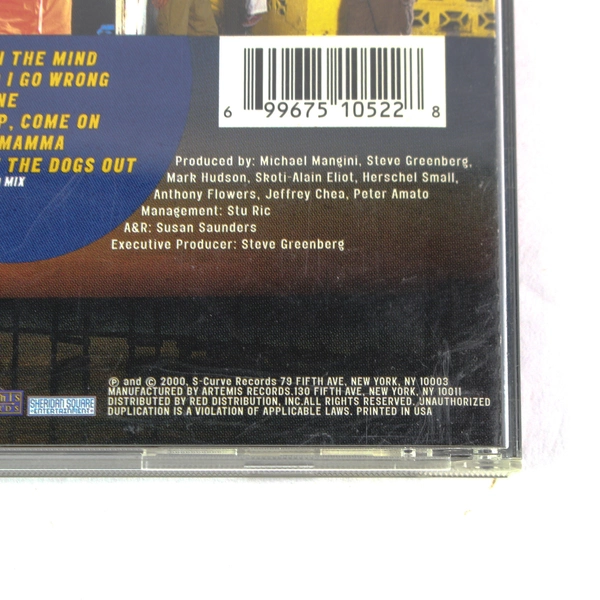 THE MIND
I GO WRONG
NE
P, COME ON
MAMMA
THE DOGS OUT
MIX
6 99675 10522 8
Produced by: Michael Mangini, Steve Greenberg,
Mark Hudson, Skoti-Alain Eliot, Herschel Small,
Anthony Flowers, Jeffrey Chea, Peter Amato
Management: Stu Ric
A&R: Susan Saunders
Executive Producer: Steve Greenberg
SHERIDAN SQUARE
ENTERTAINMENT
℗ and © 2000, S-Curve Records 79 FIFTH AVE, NEW YORK, NY 10003
MANUFACTURED BY ARTEMIS RECORDS.130 FIFTH AVE, NEW YORK, NY 10011
DISTRIBUTED BY RED DISTRIBUTION, INC.ALL RIGHTS RESERVED. UNAUTHORIZED
DUPLICATION IS A VIOLATION OF APPLICABLE LAWS. PRINTED IN USA